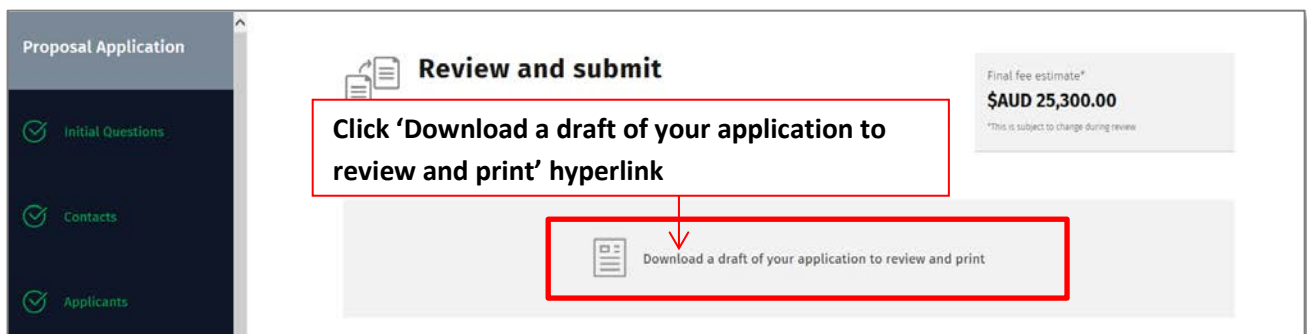 Proposal Application
Initial Questions
Contacts
Applicants
Review and submit
Final fee estimate*
$AUD 25,300.00
*This is subject to change during review
Click ‘Download a draft of your application to
review and print’ hyperlink
Download a draft of your application to review and print